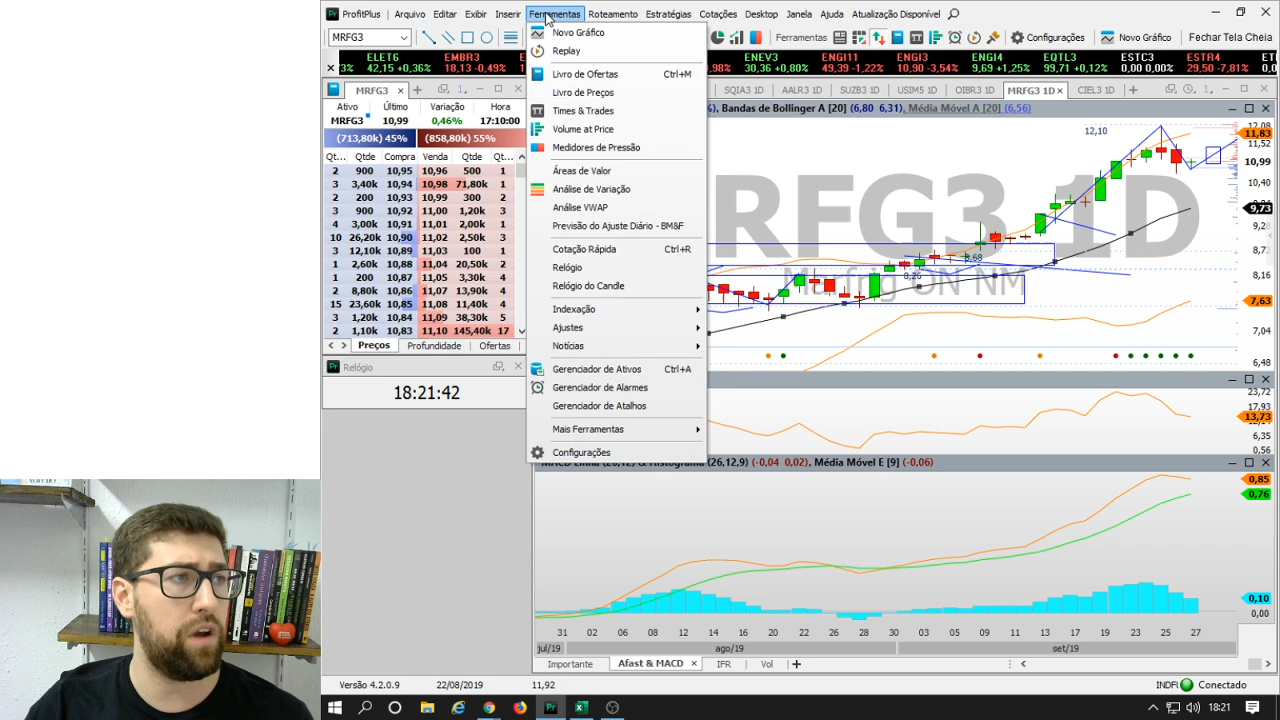 ProfitPlus Arquivo Editar Exibir Inserir Ferramentas Roteamento Estratégias Cotações Desktop Janela Ajuda Atualização Disponível
MRFG3
Ferramentas Configurações Novo Gráfico Fechar Tela Cheia
ELET6 EMBR3 ENEV3 ENGI11 ENGI4 EQTL3 ESTC3 ESTR4
42,15 +0,36% 18,13 -0,49% 30,36 +0,80% 49,39 -1,22% 10,90 -3,54% 9,69 +1,25% 99,71 +0,12% 0,00 0,00% 29,50 -7,81%
MRFG3
SQIA3 1D AALR3 1D SUZB3 1D USIM5 1D OIBR3 1D MRFG3 1D CIEL3 1D
Ativo Último Variação Hora
MRFG3 10,99 0,46% 17:10:00
(713,80k) 45% (858,80k) 55%
Qt... Qtde Compra Venda Qtde Qt...
2 900 10,95 10,96 500 1
3 3,40k 10,94 10,98 71,80k 1
2 200 10,93 10,99 300 2
3 900 10,92 11,00 1,20k 3
4 3,00k 10,91 11,01 2,00k 2
10 26,20k 10,90 11,02 2,50k 3
3 12,10k 10,89 11,03 100 1
2 1,60k 10,88 11,04 20,50k 2
1 200 10,87 11,05 3,30k 4
2 8,80k 10,86 11,07 13,90k 4
15 23,60k 10,85 11,08 11,40k 4
3 1,20k 10,84 11,09 38,30k 5
2 1,10k 10,83 11,10 145,40k 17
Preços Profundidade Ofertas
Relógio
18:21:42
Novo Gráfico
Replay
Livro de Ofertas Ctrl+M
Livro de Preços
Times & Trades
Volume at Price
Medidores de Pressão
Áreas de Valor
Análise de Variação
Análise VWAP
Previsão do Ajuste Diário - BM&F
Cotação Rápida Ctrl+R
Relógio
Relógio do Candle
Indexação
Ajustes
Notícias
Gerenciador de Ativos Ctrl+A
Gerenciador de Alarmes
Gerenciador de Atalhos
Mais Ferramentas
Configurações
Bandas de Bollinger A [20] (6,80 6,31), Média Móvel A [20] (6,56)
RFG3 1D
Marfrig ON NM
12,10
8,68
8,26
12,08
11,83
11,52
10,99
10,40
9,73
9,28
8,72
8,16
7,63
7,04
6,48
23,72
17,93
13,73
6,35
0,56
(26,12,9) (-0,04 0,02), Média Móvel E [9] (-0,06)
0,85
0,76
0,10
0,00
31 02 06 08 12 14 16 20 22 26 28 30 03 05 09 11 13 17 19 23 25 27
jul/19 ago/19 set/19
Importante Afast & MACD IFR Vol
Versão 4.2.0.9 22/08/2019 11,92 INDFI Conectado
18:21